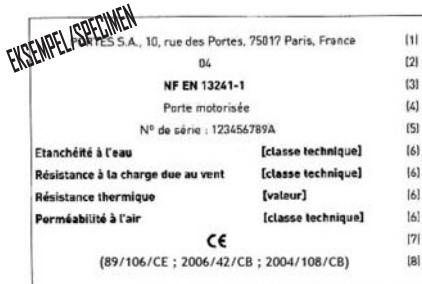 EKSEMPEL/SPECIMEN
PORTES S.A., 10, rue des Portes, 75017 Paris, France [1]
04 [2]
NF EN 13241-1 [3]
Porte motorisée [4]
N° de série : 123456789A [5]
Etanchéité à l'eau [classe technique] [6]
Résistance à la charge due au vent [classe technique] [6]
Résistance thermique [valeur] [6]
Perméabilité à l'air [classe technique] [6]
CE [7]
(89/106/CE ; 2006/42/CB ; 2004/108/CB) [8]